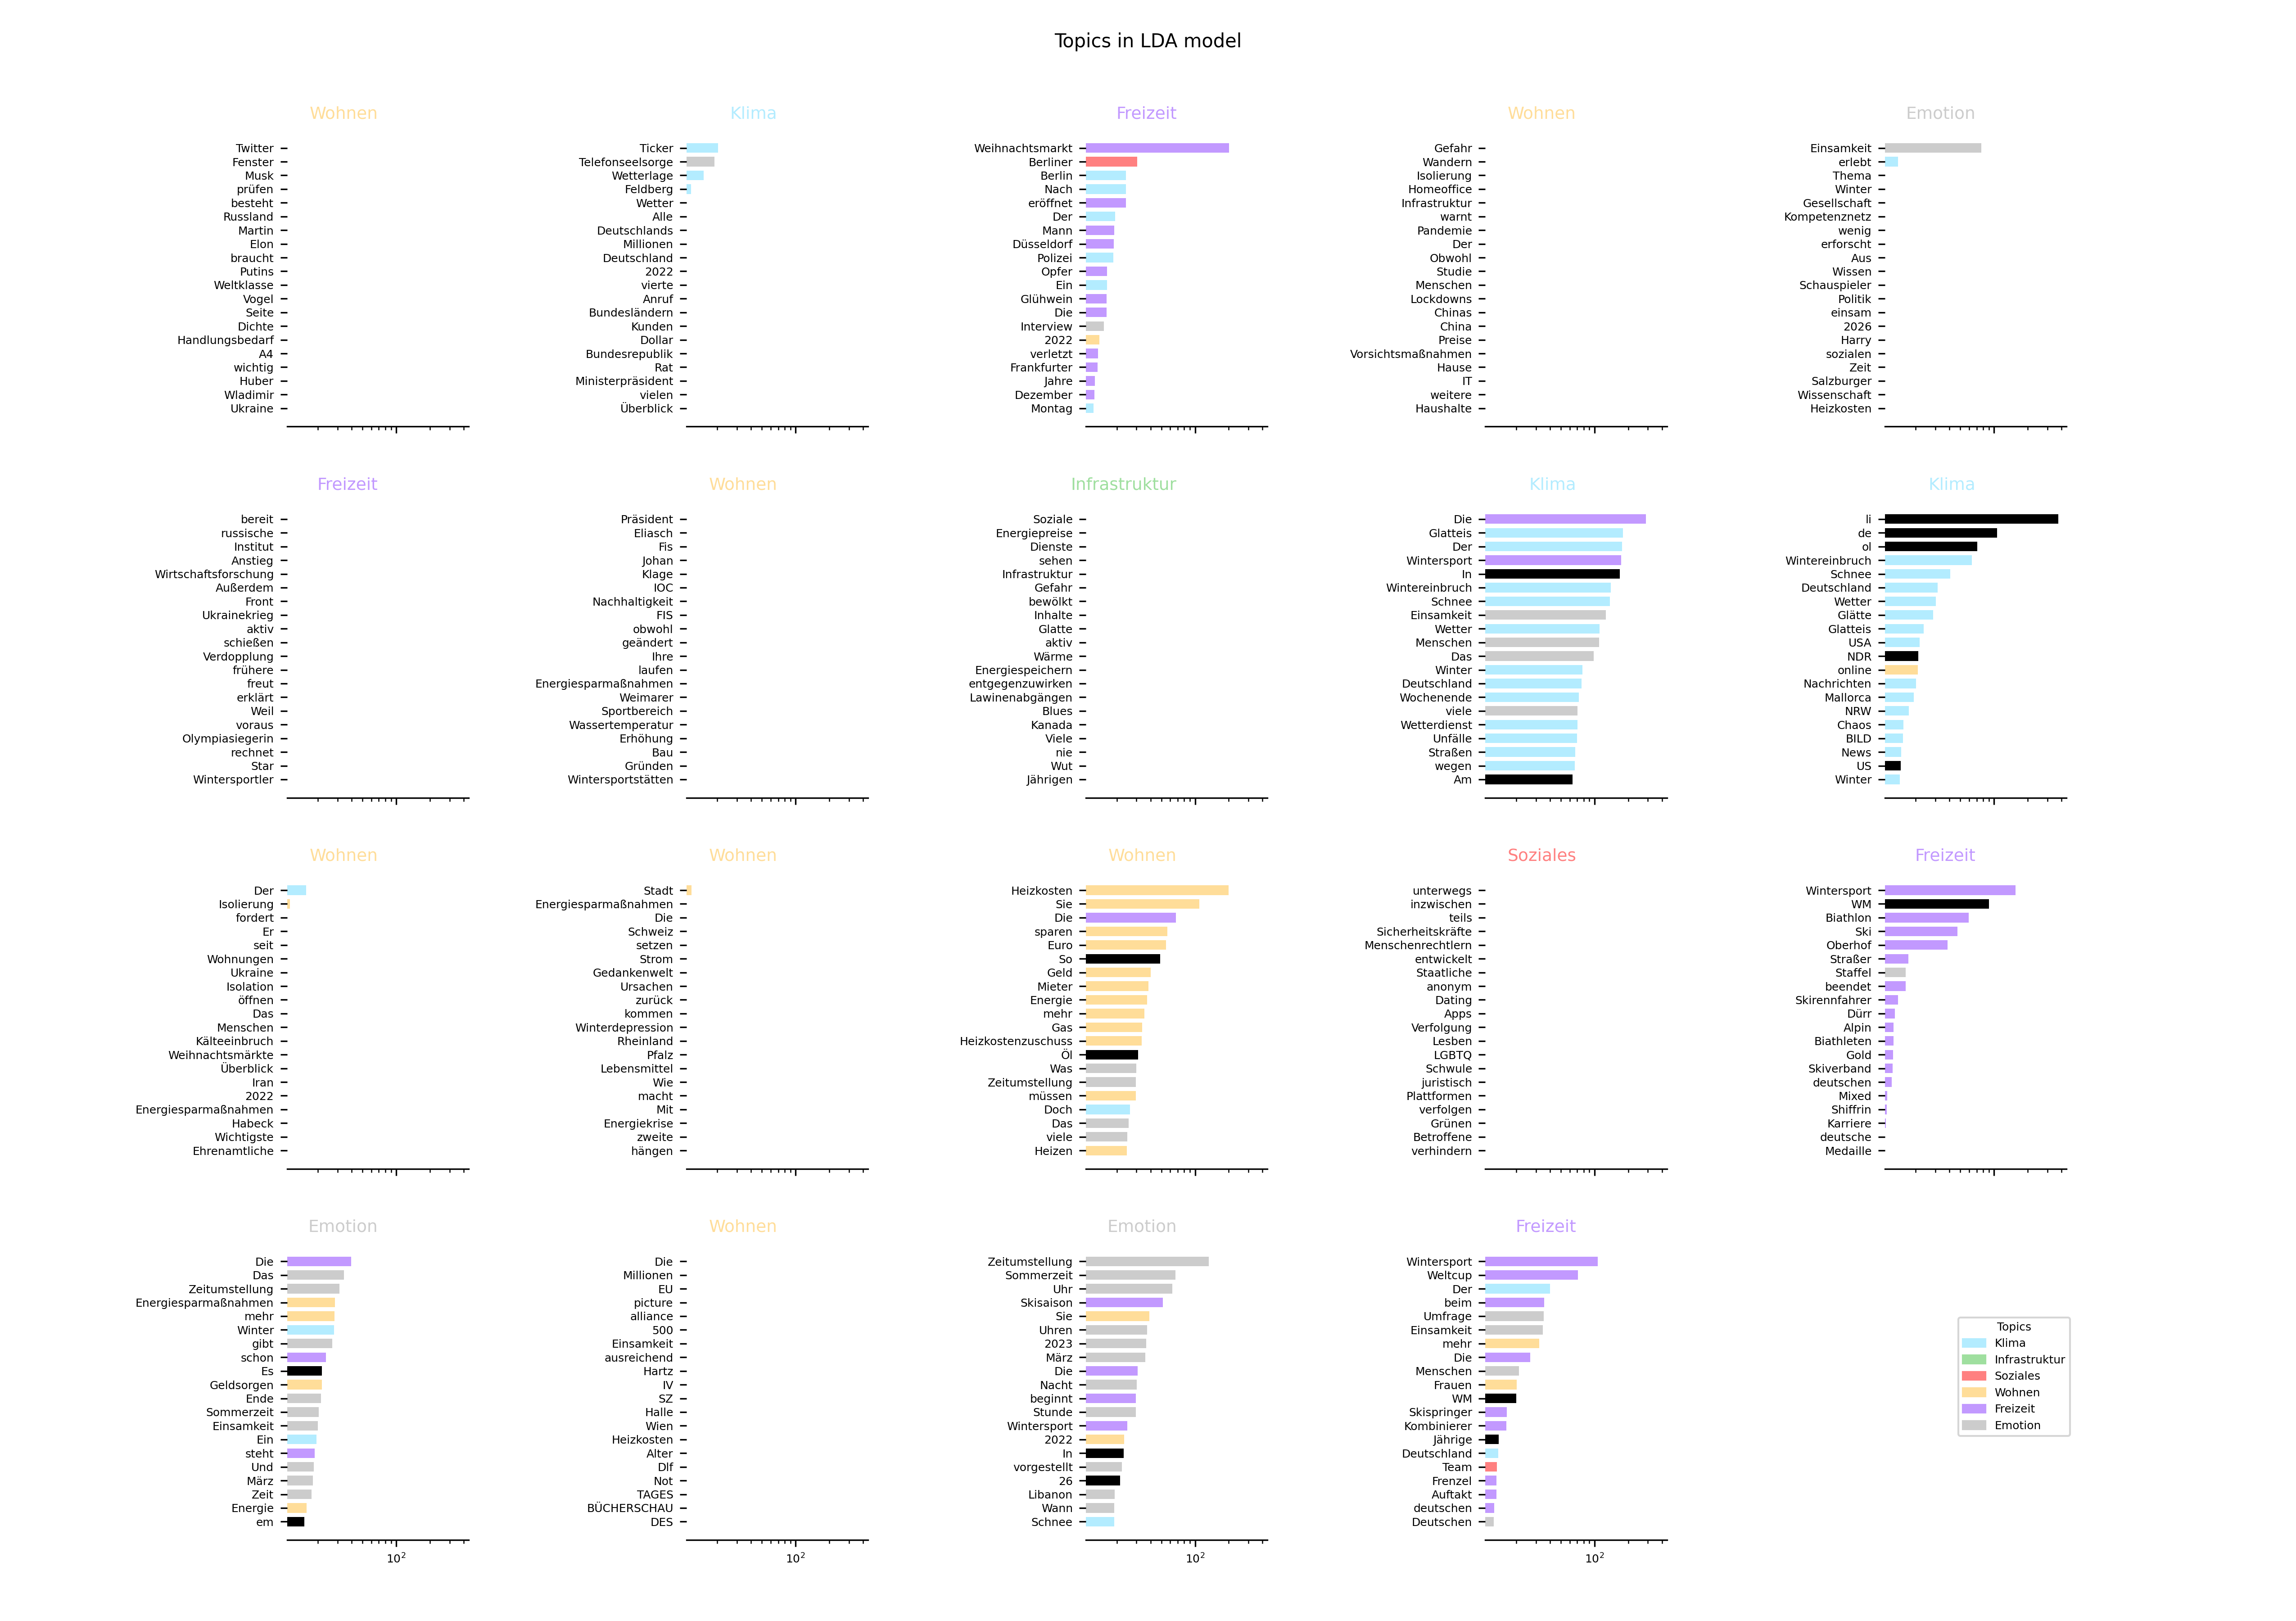 Topics in LDA model
Wohnen
Twitter
Fenster
Musk
prüfen
besteht
Russland
Martin
Elon
braucht
Putins
Weltklasse
Vogel
Seite
Dichte
Handlungsbedarf
A4
wichtig
Huber
Wladimir
Ukraine
Klima
Ticker
Telefonseelsorge
Wetterlage
Feldberg
Wetter
Alle
Deutschlands
Millionen
Deutschland
2022
vierte
Anruf
Bundesländern
Kunden
Dollar
Bundesrepublik
Rat
Ministerpräsident
vielen
Überblick
Freizeit
Weihnachtsmarkt
Berliner
Berlin
Nach
eröffnet
Der
Mann
Düsseldorf
Polizei
Opfer
Ein
Glühwein
Die
Interview
2022
verletzt
Frankfurter
Jahre
Dezember
Montag
Wohnen
Gefahr
Wandern
Isolierung
Homeoffice
Infrastruktur
warnt
Pandemie
Der
Obwohl
Studie
Menschen
Lockdowns
Chinas
China
Preise
Vorsichtsmaßnahmen
Hause
IT
weitere
Haushalte
Emotion
Einsamkeit
erlebt
Thema
Winter
Gesellschaft
Kompetenznetz
wenig
erforscht
Aus
Wissen
Schauspieler
Politik
einsam
2026
Harry
sozialen
Zeit
Salzburger
Wissenschaft
Heizkosten
Freizeit
bereit
russische
Institut
Anstieg
Wirtschaftsforschung
Außerdem
Front
Ukrainekrieg
aktiv
schießen
Verdopplung
frühere
freut
erklärt
Weil
voraus
Olympiasiegerin
rechnet
Star
Wintersportler
Wohnen
Präsident
Eliasch
Fis
Johan
Klage
IOC
Nachhaltigkeit
FIS
obwohl
geändert
Ihre
laufen
Energiesparmaßnahmen
Weimarer
Sportbereich
Wassertemperatur
Erhöhung
Bau
Gründen
Wintersportstätten
Infrastruktur
Soziale
Energiepreise
Dienste
sehen
Infrastruktur
Gefahr
bewölkt
Inhalte
Glatte
aktiv
Wärme
Energiespeichern
entgegenzuwirken
Lawinenabgängen
Blues
Kanada
Viele
nie
Wut
Jährigen
Klima
Die
Glatteis
Der
Wintersport
In
Wintereinbruch
Schnee
Einsamkeit
Wetter
Menschen
Das
Winter
Deutschland
Wochenende
viele
Wetterdienst
Unfälle
Straßen
wegen
Am
Klima
li
de
ol
Wintereinbruch
Schnee
Deutschland
Wetter
Glätte
Glatteis
USA
NDR
online
Nachrichten
Mallorca
NRW
Chaos
BILD
News
US
Winter
Wohnen
Der
Isolierung
fordert
Er
seit
Wohnungen
Ukraine
Isolation
öffnen
Das
Menschen
Kälteeinbruch
Weihnachtsmärkte
Überblick
Iran
2022
Energiesparmaßnahmen
Habeck
Wichtigste
Ehrenamtliche
Wohnen
Stadt
Energiesparmaßnahmen
Die
Schweiz
setzen
Strom
Gedankenwelt
Ursachen
zurück
kommen
Winterdepression
Rheinland
Pfalz
Lebensmittel
Wie
macht
Mit
Energiekrise
zweite
hängen
Wohnen
Heizkosten
Sie
Die
sparen
Euro
So
Geld
Mieter
Energie
mehr
Gas
Heizkostenzuschuss
Öl
Was
Zeitumstellung
müssen
Doch
Das
viele
Heizen
Soziales
unterwegs
inzwischen
teils
Sicherheitskräfte
Menschenrechtlern
entwickelt
Staatliche
anonym
Dating
Apps
Verfolgung
Lesben
LGBTQ
Schwule
juristisch
Plattformen
verfolgen
Grünen
Betroffene
verhindern
Freizeit
Wintersport
WM
Biathlon
Ski
Oberhof
Straßer
Staffel
beendet
Skirennfahrer
Dürr
Alpin
Biathleten
Gold
Skiverband
deutschen
Mixed
Shiffrin
Karriere
deutsche
Medaille
Emotion
Die
Das
Zeitumstellung
Energiesparmaßnahmen
mehr
Winter
gibt
schon
Es
Geldsorgen
Ende
Sommerzeit
Einsamkeit
Ein
steht
Und
März
Zeit
Energie
em
10²
Wohnen
Die
Millionen
EU
picture
alliance
500
Einsamkeit
ausreichend
Hartz
IV
SZ
Halle
Wien
Heizkosten
Alter
Dlf
Not
TAGES
BÜCHERSCHAU
DES
10²
Emotion
Zeitumstellung
Sommerzeit
Uhr
Skisaison
Sie
Uhren
2023
März
Die
Nacht
beginnt
Stunde
Wintersport
2022
In
vorgestellt
26
Libanon
Wann
Schnee
10²
Freizeit
Wintersport
Weltcup
Der
beim
Umfrage
Einsamkeit
mehr
Die
Menschen
Frauen
WM
Skispringer
Kombinierer
Jährige
Deutschland
Team
Frenzel
Auftakt
deutschen
Deutschen
10²
Topics
Klima
Infrastruktur
Soziales
Wohnen
Freizeit
Emotion